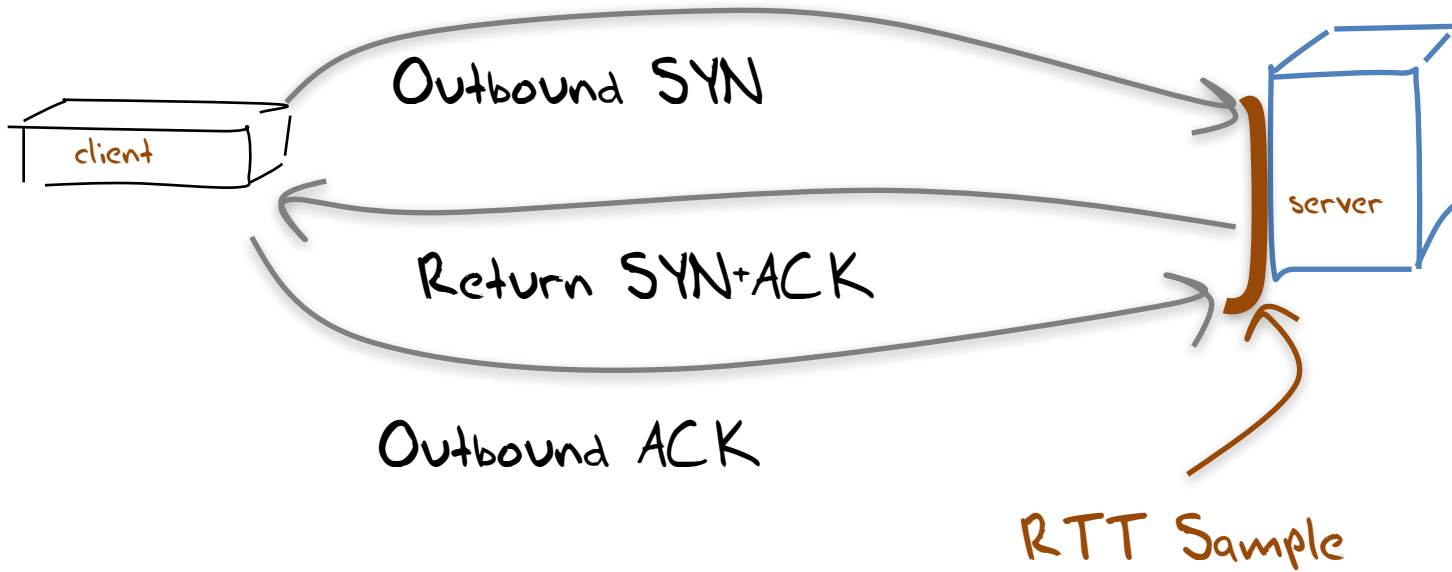 Outbound SYN
client
server
Return SYN+ACK
Outbound ACK
RTT Sample